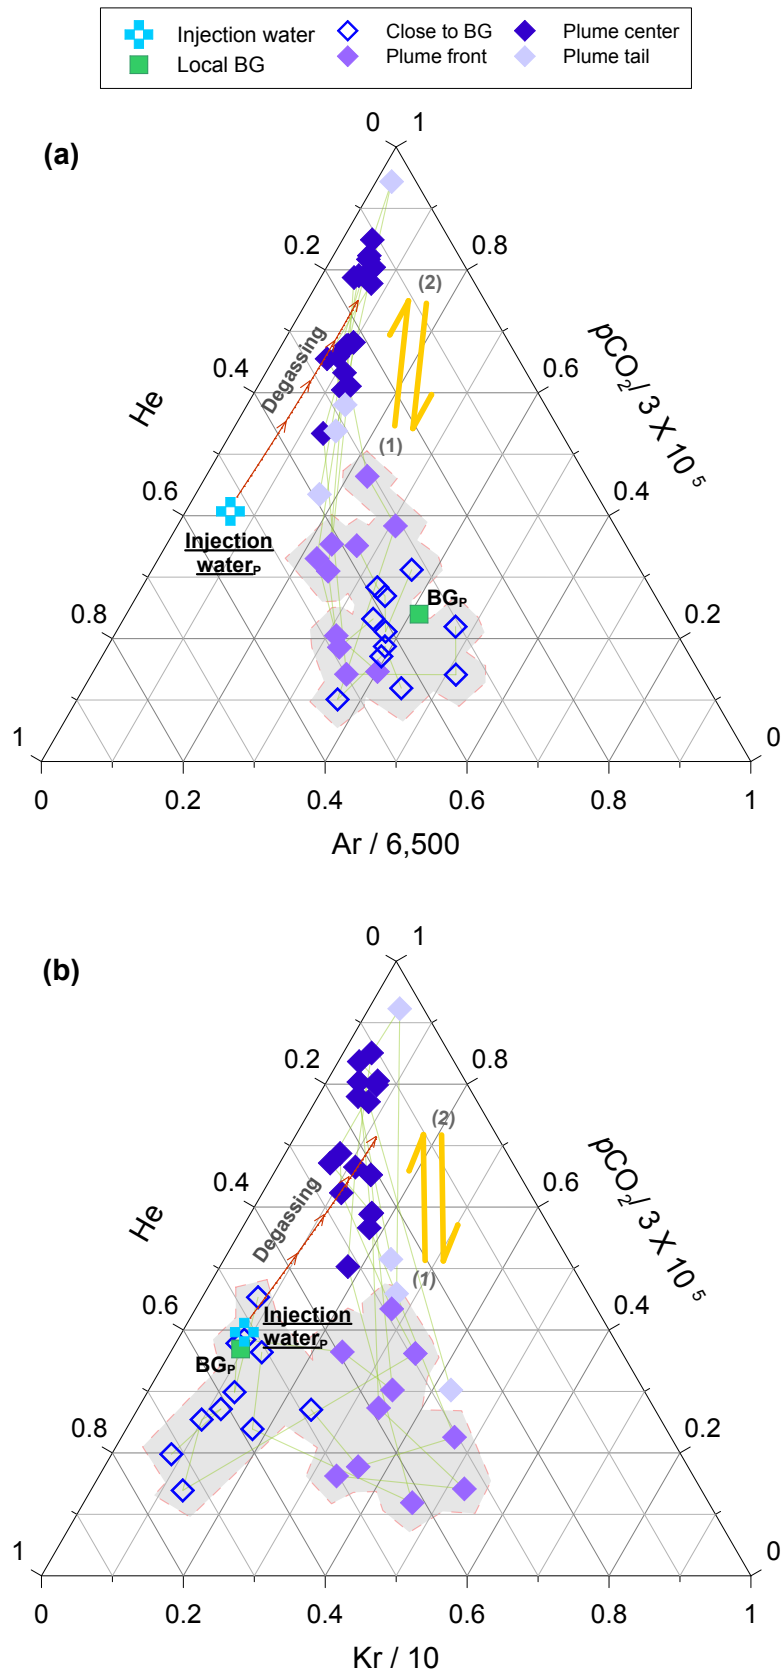 Injection water
Close to BG
Plume center
Local BG
Plume front
Plume tail
(a)
0 1
0.2 0.8
(2)
Degassing
0.4 0.6
He
pCO₂/ 3 X 10⁵
(1)
0.6 0.4
Injection
waterₚ
BGₚ
0.8 0.2
1 0
0 0.2 0.4 0.6 0.8 1
Ar / 6,500
(b)
0 1
0.2 0.8
(2)
Degassing
0.4 0.6
He
pCO₂/ 3 X 10⁵
(1)
0.6 0.4
Injection
waterₚ
BGₚ
0.8 0.2
1 0
0 0.2 0.4 0.6 0.8 1
Kr / 10